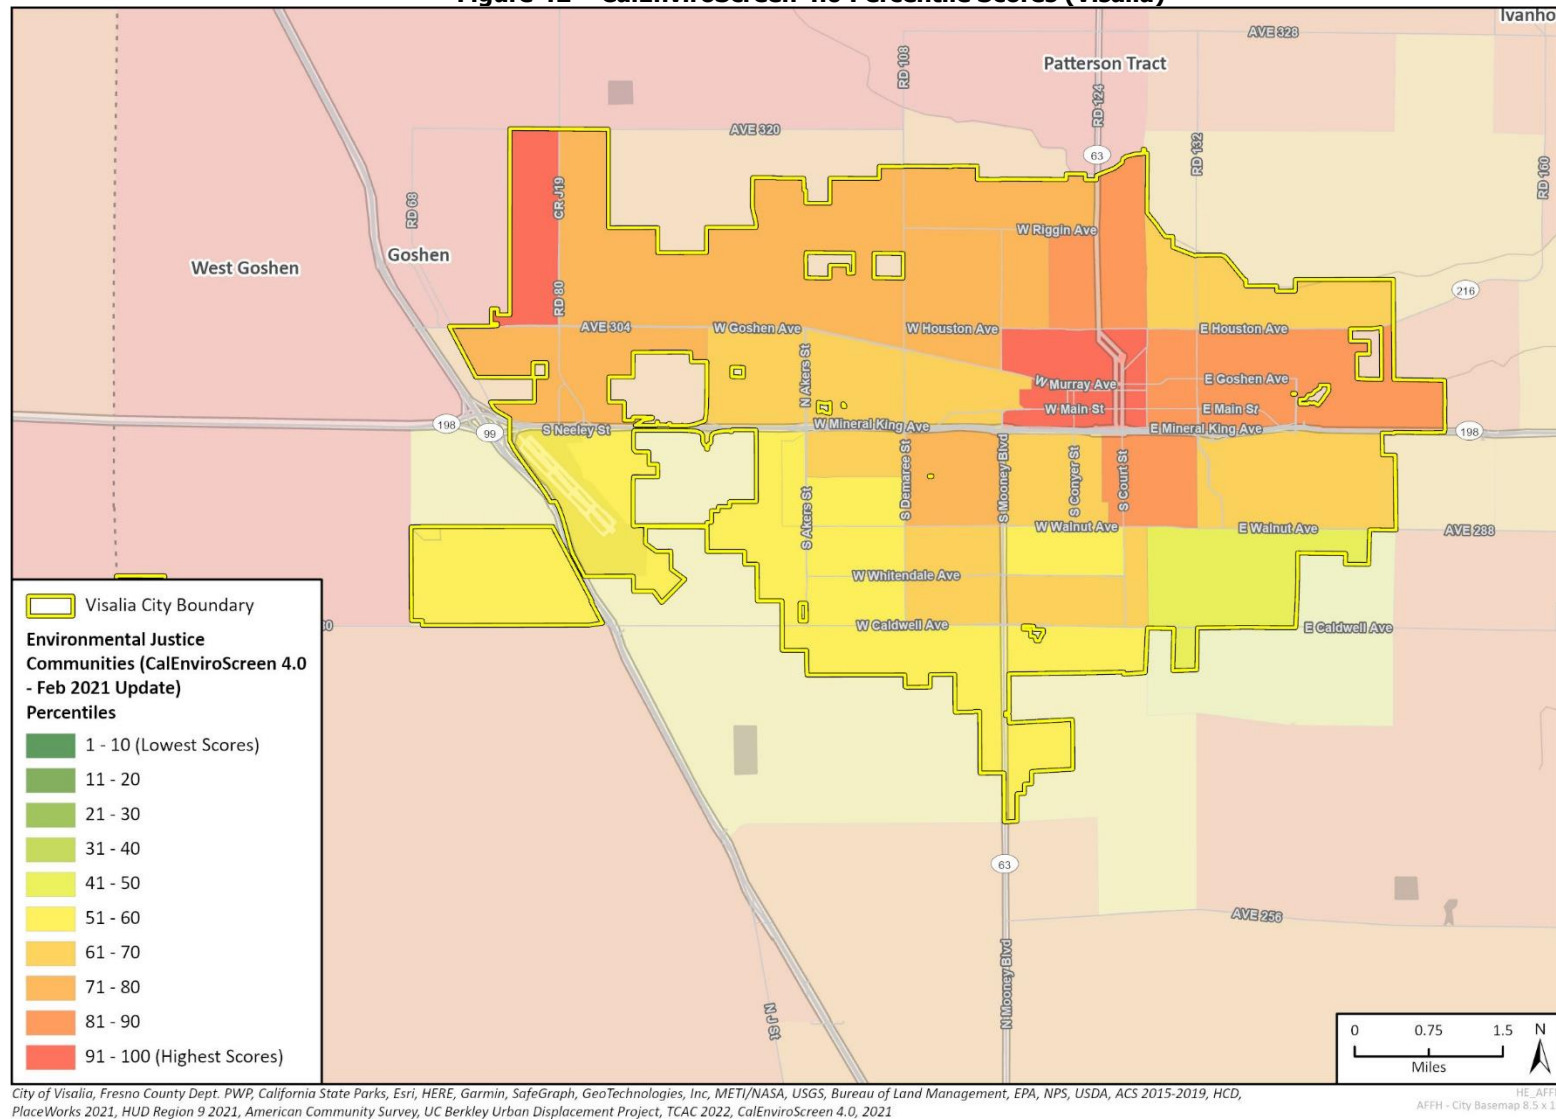 Figure 42 – CalEnviroScreen 4.0 Percentile Scores (Visalia)
Ivanho
AVE 328
RD 108
Patterson Tract
RD 124
AVE 320
63
RD 132
RD 160
RD 68
CR J19
Goshen
West Goshen
W Riggin Ave
216
RD 80
AVE 304
W Goshen Ave
W Houston Ave
E Houston Ave
N Akers St
W Murray Ave
E Goshen Ave
W Main St
E Main St
198
99
S Neeley St
W Mineral King Ave
E Mineral King Ave
198
S Demaree St
S Mooney Blvd
S Conyer St
S Court St
S Akers St
W Walnut Ave
E Walnut Ave
AVE 288
W Whitendale Ave
W Caldwell Ave
E Caldwell Ave
63
AVE 256
N Mooney Blvd
N J St
Visalia City Boundary
Environmental Justice
Communities (CalEnviroScreen 4.0
- Feb 2021 Update)
Percentiles
1 - 10 (Lowest Scores)
11 - 20
21 - 30
31 - 40
41 - 50
51 - 60
61 - 70
71 - 80
81 - 90
91 - 100 (Highest Scores)
0 0.75 1.5 N
Miles
City of Visalia, Fresno County Dept. PWP, California State Parks, Esri, HERE, Garmin, SafeGraph, GeoTechnologies, Inc, METI/NASA, USGS, Bureau of Land Management, EPA, NPS, USDA, ACS 2015-2019, HCD,
PlaceWorks 2021, HUD Region 9 2021, American Community Survey, UC Berkley Urban Displacement Project, TCAC 2022, CalEnviroScreen 4.0, 2021
HE_AFF
AFFH - City Basemap 8.5 x 1